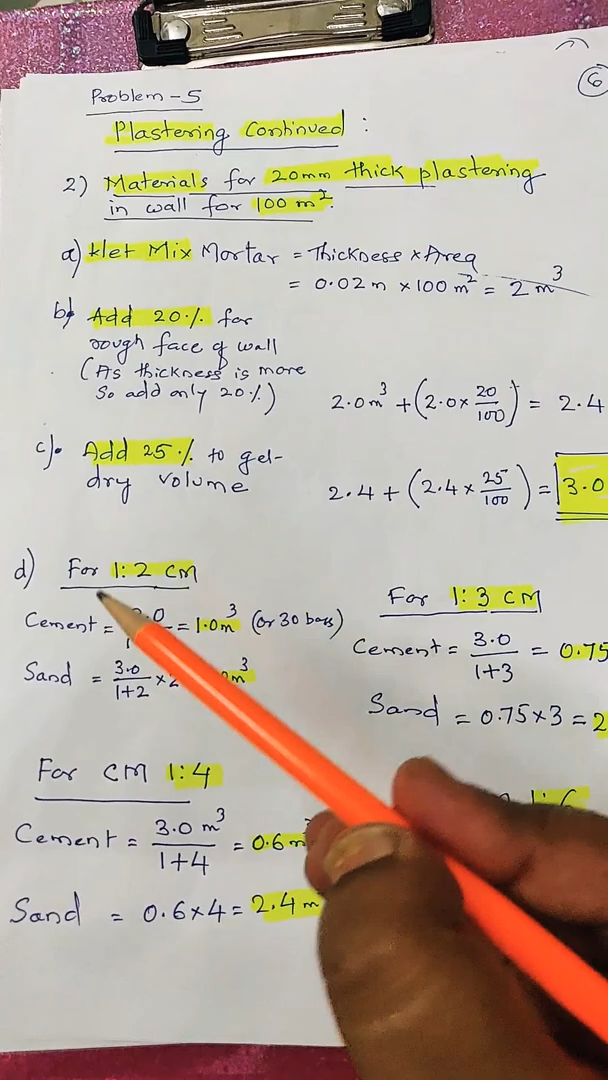 6
Problem-5
Plastering Continued :
2) Materials for 20mm thick plastering
in wall for 100 m²
a) Wet Mix Mortar = Thickness × Area
= 0.02m × 100 m² = 2 m³
b) Add 20% for
rough face of wall
(As thickness is more
So add only 20%)
2.0m³ + (2.0 × 20/100) = 2.4
c) Add 25% to get
dry volume
2.4 + (2.4 × 25/100) = 3.0
d) For 1:2 CM
Cement = = 1.0m³ (or 30 bags)
Sand = 3.0/1+2 ×
For 1:3 CM
Cement = 3.0/1+3 = 0.75
Sand = 0.75×3 = 2
For CM 1:4
Cement = 3.0 m³/1+4 = 0.6 m³
Sand = 0.6×4 = 2.4 m
1:6